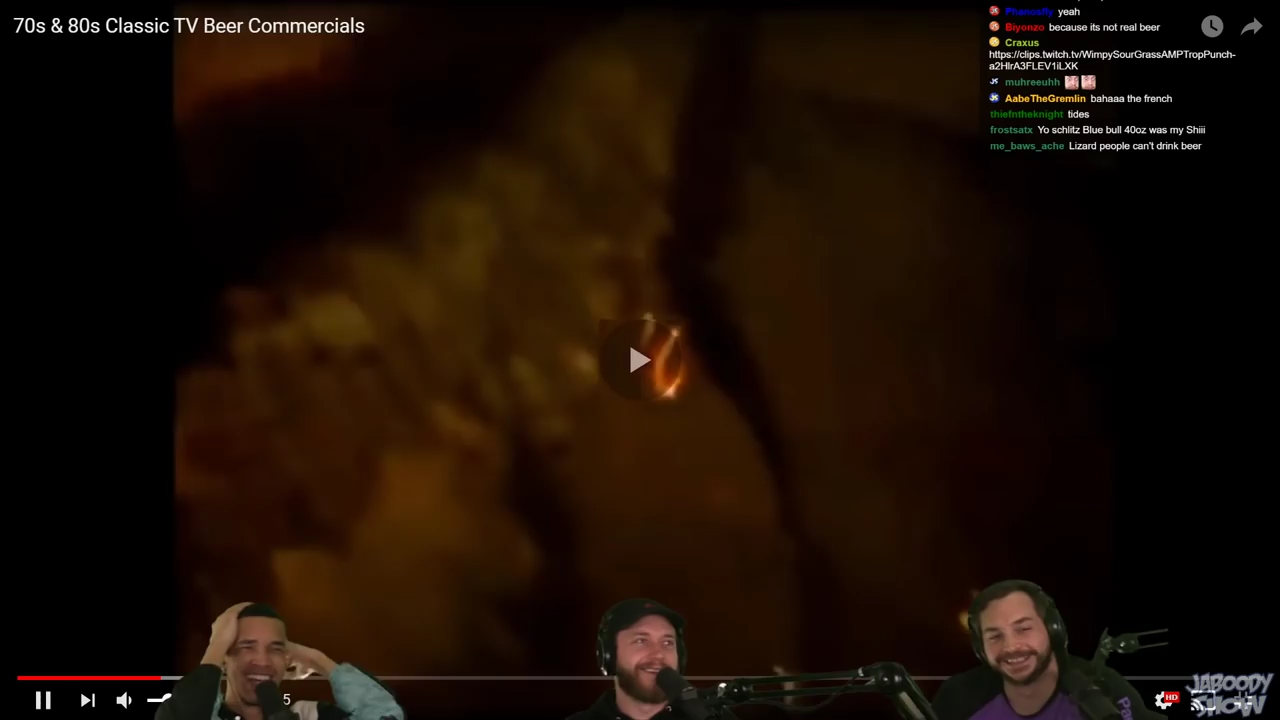 70s & 80s Classic TV Beer Commercials
Phanosfly yeah
Biyonzo because its not real beer
Craxus
https://clips.twitch.tv/WimpySourGrassAMPTropPunch-
a2HlrA3FLEV1iLXK
muhreeuhh
AabeTheGremlin bahaaa the french
thiefntheknight tides
frostsatx Yo schlitz Blue bull 40oz was my Shiii
me_baws_ache Lizard people can't drink beer
5
HD
JABOODY
SHOW